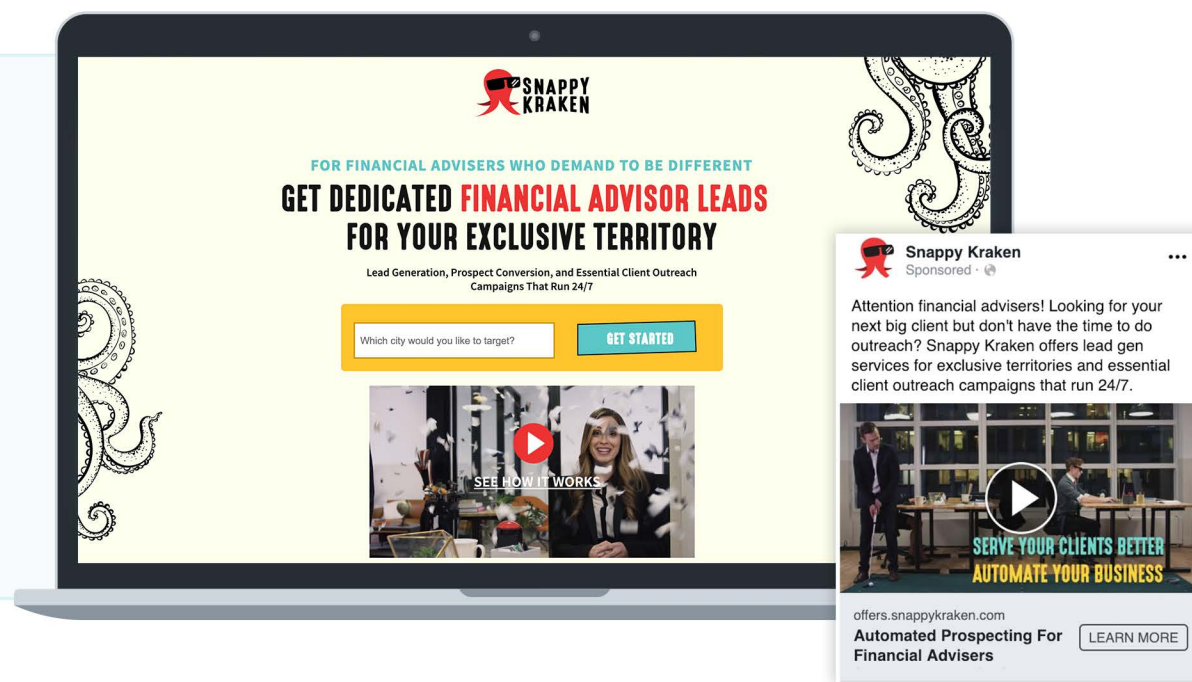 SNAPPY
KRAKEN
FOR FINANCIAL ADVISERS WHO DEMAND TO BE DIFFERENT
GET DEDICATED FINANCIAL ADVISOR LEADS
FOR YOUR EXCLUSIVE TERRITORY
Lead Generation, Prospect Conversion, and Essential Client Outreach
Campaigns That Run 24/7
Which city would you like to target?
GET STARTED
SEE HOW IT WORKS
Snappy Kraken
Sponsored ·
Attention financial advisers! Looking for your
next big client but don't have the time to do
outreach? Snappy Kraken offers lead gen
services for exclusive territories and essential
client outreach campaigns that run 24/7.
SERVE YOUR CLIENTS BETTER
AUTOMATE YOUR BUSINESS
offers.snappykraken.com
Automated Prospecting For
Financial Advisers
LEARN MORE